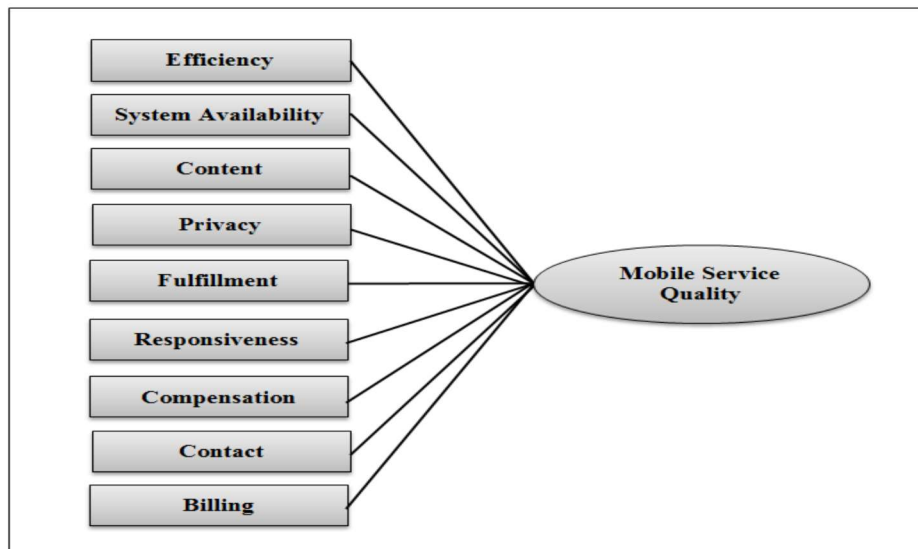 Efficiency
System Availability
Content
Privacy
Fulfillment
Responsiveness
Compensation
Contact
Billing
Mobile Service
Quality